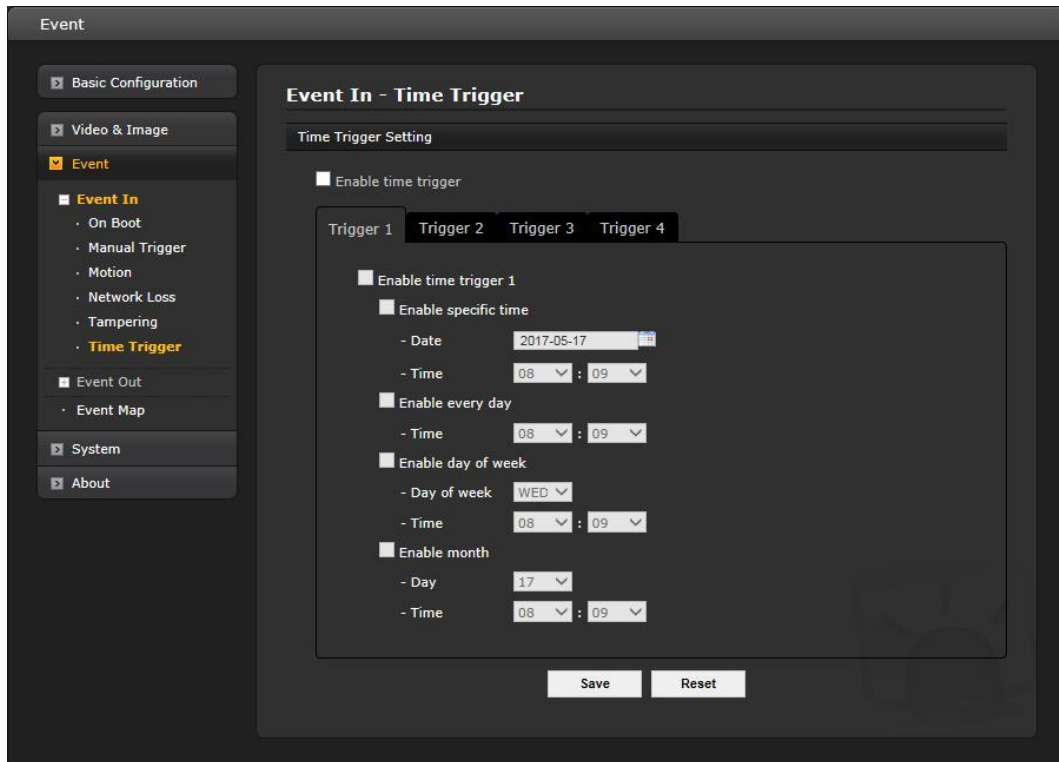 Event
Basic Configuration
Video & Image
Event
Event In
· On Boot
· Manual Trigger
· Motion
· Network Loss
· Tampering
· Time Trigger
Event Out
· Event Map
System
About
Event In - Time Trigger
Time Trigger Setting
Enable time trigger
Trigger 1 Trigger 2 Trigger 3 Trigger 4
Enable time trigger 1
Enable specific time
- Date 2017-05-17
- Time 08 : 09
Enable every day
- Time 08 : 09
Enable day of week
- Day of week WED
- Time 08 : 09
Enable month
- Day 17
- Time 08 : 09
Save Reset